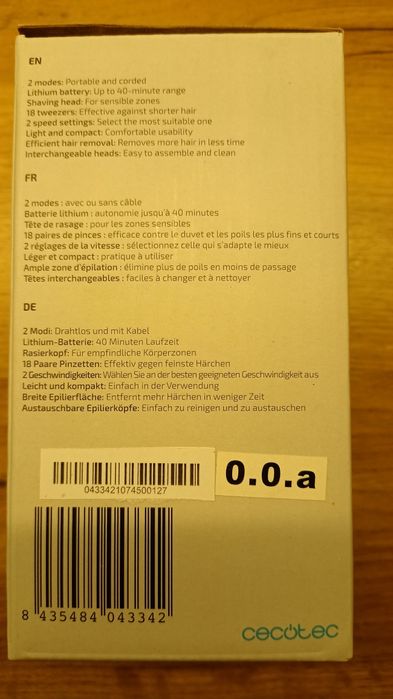 EN
2 modes: Portable and corded
Lithium battery: Up to 40-minute range
Shaving head: For sensible zones
18 tweezers: Effective against shorter hair
2 speed settings: Select the most suitable one
Light and compact: Comfortable usability
Efficient hair removal: Removes more hair in less time
Interchangeable heads: Easy to assemble and clean
FR
2 modes : avec ou sans câble
Batterie lithium : autonomie jusqu'à 40 minutes
Tête de rasage : pour les zones sensibles
18 paires de pinces : efficace contre le duvet et les poils les plus fins et courts
2 réglages de la vitesse : sélectionnez celle qui s'adapte le mieux
Léger et compact : pratique à utiliser
Ample zone d'épilation : élimine plus de poils en moins de passage
Têtes interchangeables : faciles à changer et à nettoyer
DE
2 Modi: Drahtlos und mit Kabel
Lithium-Batterie: 40 Minuten Laufzeit
Rasierkopf: Für empfindliche Körperzonen
18 Paare Pinzetten: Effektiv gegen feinste Härchen
2 Geschwindigkeiten: Wählen Sie an der besten geeigneten Geschwindigkeit aus
Leicht und kompakt: Einfach in der Verwendung
Breite Epilierfläche: Entfernt mehr Härchen in weniger Zeit
Austauschbare Epilierköpfe: Einfach zu reinigen und zu austauschen
0433421074500127
0.0.a
8 435484 043342
cecotec